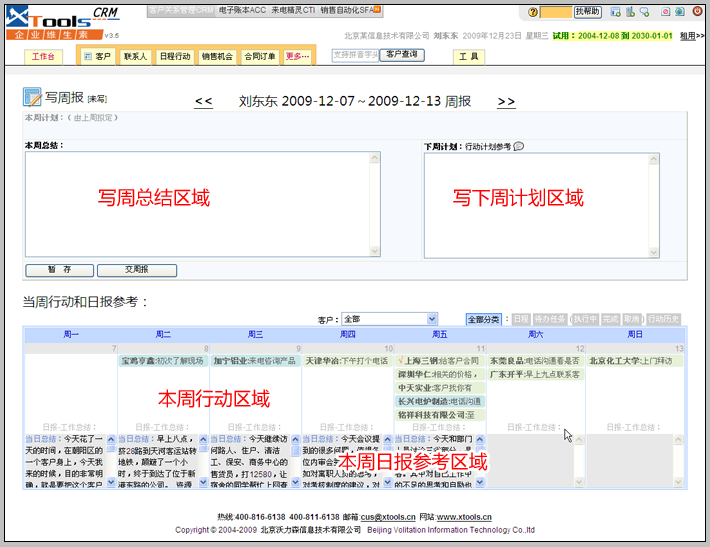 XTools CRM
客户关系管理CRM 电子账本ACC 来电精灵CTI 销售自动化SFA
找帮助
企业维生素 v3.5
北京某信息技术有限公司 刘东东 2009年12月23日 星期三 试用：2004-12-08 到 2030-01-01 租用>>
工作台 客户 联系人 日程行动 销售机会 合同订单 更多... 支持拼音字头 客户查询 工 具
写周报 [未写] << 刘东东 2009-12-07～2009-12-13 周报 >>
本周计划：( 由上周拟定 )
本周总结： 下周计划：行动计划参考
写周总结区域 写下周计划区域
暂 存 交周报
当周行动和日报参考：
客户：全部 全部分类 ： 日程 待办任务 (执行中 完成 取消) 行动历史
周一 周二 周三 周四 周五 周六 周日
7 8 9 10 11 12 13
宝鸡亨鑫:初次了解现场 加宁铝业:来电咨询产品 天津华冶:下午打个电话 上海三钢:给客户合同 东莞良品:电话沟通看是否 北京化工大学:上门拜访
深圳华仁:相关的价格， 广东开平:早上九点联系客
中天实业:客户找你有
长兴电炉制造:电话沟通
铭祥科技有限公司:至
本周行动区域
日报-工作总结： 日报-工作总结： 日报-工作总结： 日报-工作总结： 日报-工作总结： 日报-工作总结： 日报-工作总结：
当日总结：今天花了一 当日总结：早上八点， 当日总结：今天继续访 当日总结：今天会议提 当日总结：今天和部门
天的时间，在朝阳区的 挤28路到天河客运站转 问路人、住户、清洁 到的很多问题，
一个客户身上，今天我 地铁，颠簸了一个小 工、保安、商务中心的
来的时候，目的非常明 时，终于到达了位于新 售货员，打12580，让 如对离职人员的
确，就是要把这个客户 港东路的公司。
本周日报参考区域
热线:400-816-6138 400-811-6138 邮箱:cus@xtools.cn 网站:www.xtools.cn
Copyright © 2004-2009 北京沃力森信息技术有限公司 Beijing Volitation Information Technology Co.,ltd